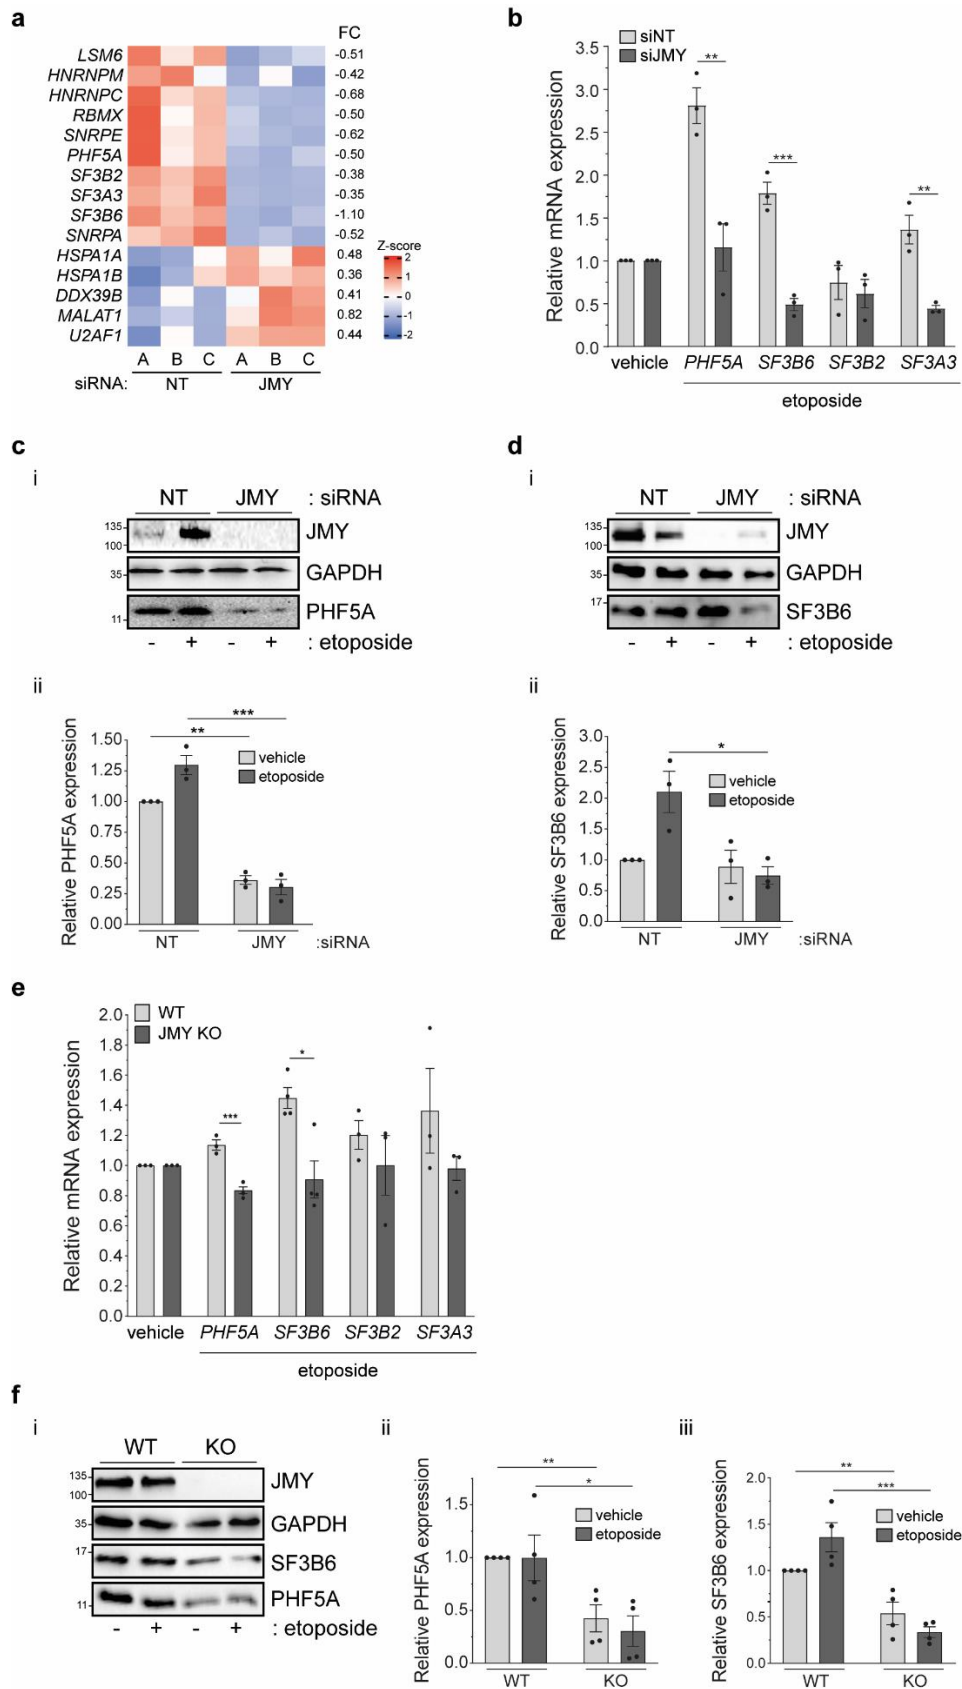 a
FC
LSM6 -0.51
HNRNPM -0.42
HNRNPC -0.68
RBMX -0.50
SNRPE -0.62
PHF5A -0.50
SF3B2 -0.38
SF3A3 -0.35
SF3B6 -1.10
SNRPA -0.52
HSPA1A 0.48
HSPA1B 0.36
DDX39B 0.41
MALAT1 0.82
U2AF1 0.44
Z-score
2
1
0
-1
-2
A B C A B C
siRNA: NT JMY
b
siNT
siJMY
Relative mRNA expression
3.5
3.0
2.5
2.0
1.5
1.0
0.5
0.0
** *** **
vehicle PHF5A SF3B6 SF3B2 SF3A3
etoposide
c
i
NT JMY : siRNA
135
100
JMY
35
GAPDH
11
PHF5A
- + - + : etoposide
ii
Relative PHF5A expression
1.50
1.25
1.00
0.75
0.50
0.25
0.00
***
**
vehicle
etoposide
NT JMY :siRNA
d
i
NT JMY : siRNA
135
100
JMY
35
GAPDH
17
SF3B6
- + - + : etoposide
ii
Relative SF3B6 expression
3.0
2.5
2.0
1.5
1.0
0.5
0.0
*
vehicle
etoposide
NT JMY :siRNA
e
WT
JMY KO
Relative mRNA expression
2.0
1.8
1.6
1.4
1.2
1.0
0.8
0.6
0.4
0.2
0.0
*** *
vehicle PHF5A SF3B6 SF3B2 SF3A3
etoposide
f
i
WT KO
135
100
JMY
35
GAPDH
17
SF3B6
11
PHF5A
- + - + : etoposide
ii
Relative PHF5A expression
1.5
1.0
0.5
0.0
**
*
vehicle
etoposide
WT KO
iii
Relative SF3B6 expression
2.0
1.5
1.0
0.5
0.0
**
***
vehicle
etoposide
WT KO